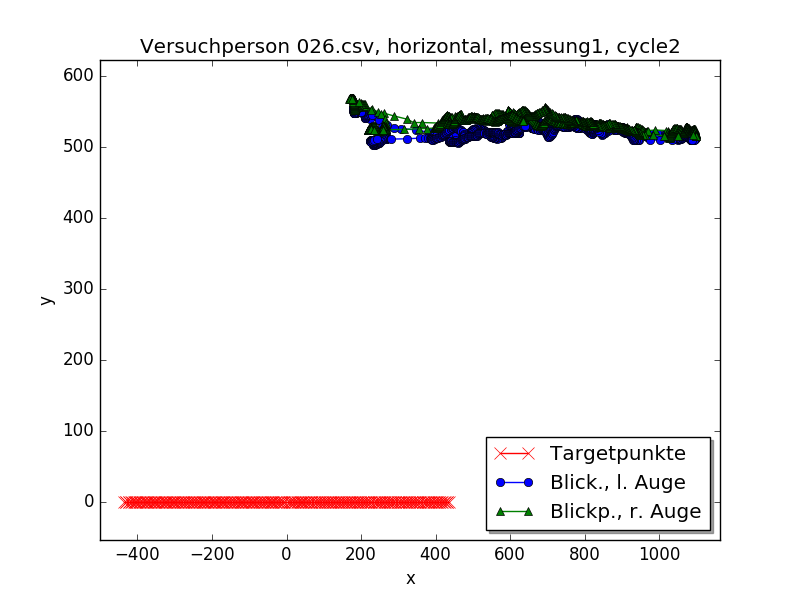 Versuchperson 026.csv, horizontal, messung1, cycle2
600
500
400
300
200
100
0
y
−400 −200 0 200 400 600 800 1000
x
Targetpunkte
Blick., l. Auge
Blickp., r. Auge